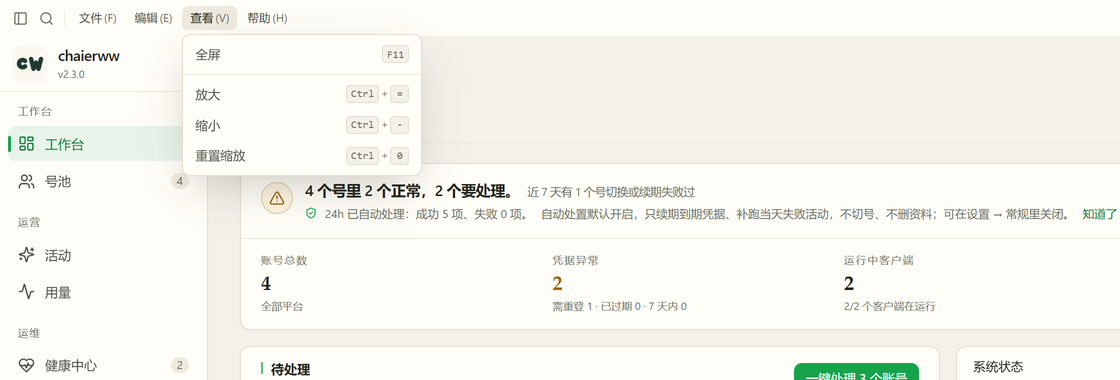 文件(F) 编辑(E) 查看(V) 帮助(H)
全屏 F11
放大 Ctrl + =
缩小 Ctrl + -
重置缩放 Ctrl + 0
CW chaierww
v2.3.0
工作台
工作台
号池 4
运营
活动
用量
运维
健康中心 2
4 个号里 2 个正常，2 个要处理。 近 7 天有 1 个号切换或续期失败过
24h 已自动处理：成功 5 项、失败 0 项。 自动处置默认开启，只续期到期凭据、补跑当天失败活动，不切号、不删资料；可在设置 → 常规里关闭。 知道了
账号总数 凭据异常 运行中客户端
4 2 2
全部平台 需重登 1 · 已过期 0 · 7 天内 0 2/2 个客户端在运行
待处理 一键处理 3 个账号 系统状态